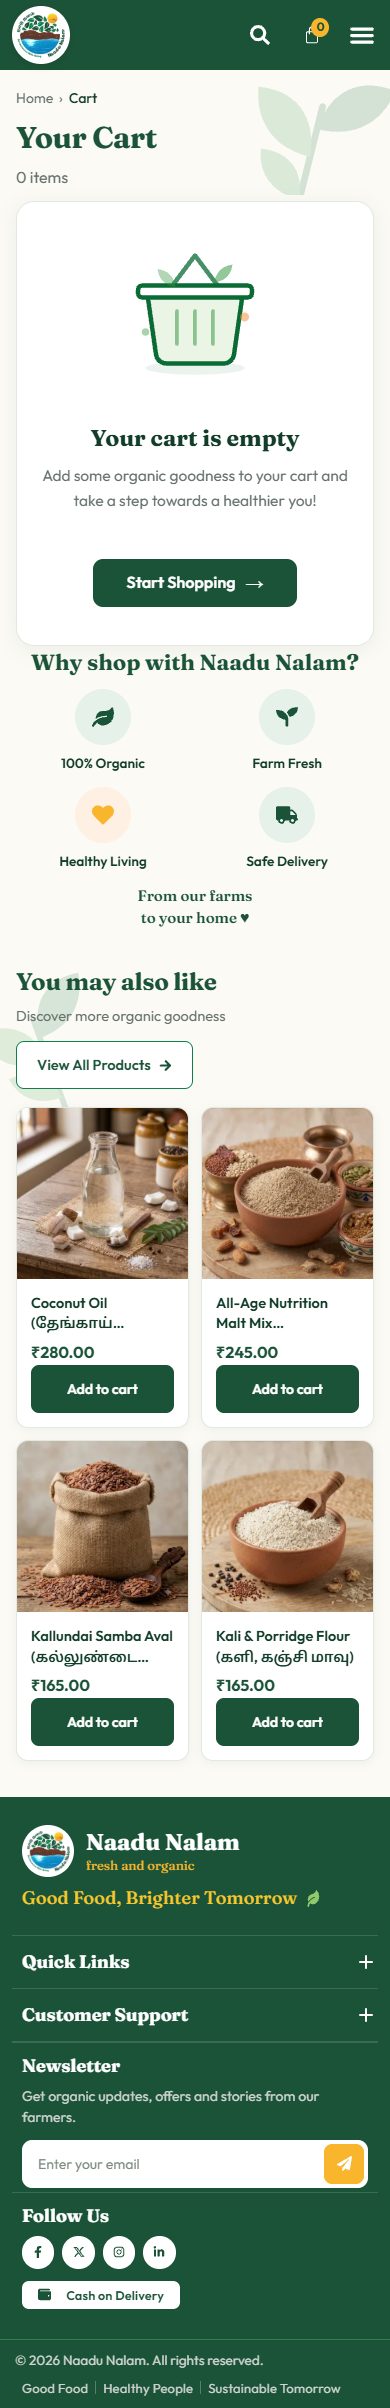 0
Home › Cart
Your Cart
0 items
Your cart is empty
Add some organic goodness to your cart and
take a step towards a healthier you!
Start Shopping →
Why shop with Naadu Nalam?
100% Organic
Farm Fresh
Healthy Living
Safe Delivery
From our farms
to your home ♥
You may also like
Discover more organic goodness
View All Products →
Coconut Oil
(தேங்காய்...
₹280.00
Add to cart
All-Age Nutrition
Malt Mix...
₹245.00
Add to cart
Kallundai Samba Aval
(கல்லுண்டை...
₹165.00
Add to cart
Kali & Porridge Flour
(களி, கஞ்சி மாவு)
₹165.00
Add to cart
Naadu Nalam
fresh and organic
Good Food, Brighter Tomorrow
Quick Links +
Customer Support +
Newsletter
Get organic updates, offers and stories from our
farmers.
Enter your email
Follow Us
Cash on Delivery
© 2026 Naadu Nalam. All rights reserved.
Good Food | Healthy People | Sustainable Tomorrow